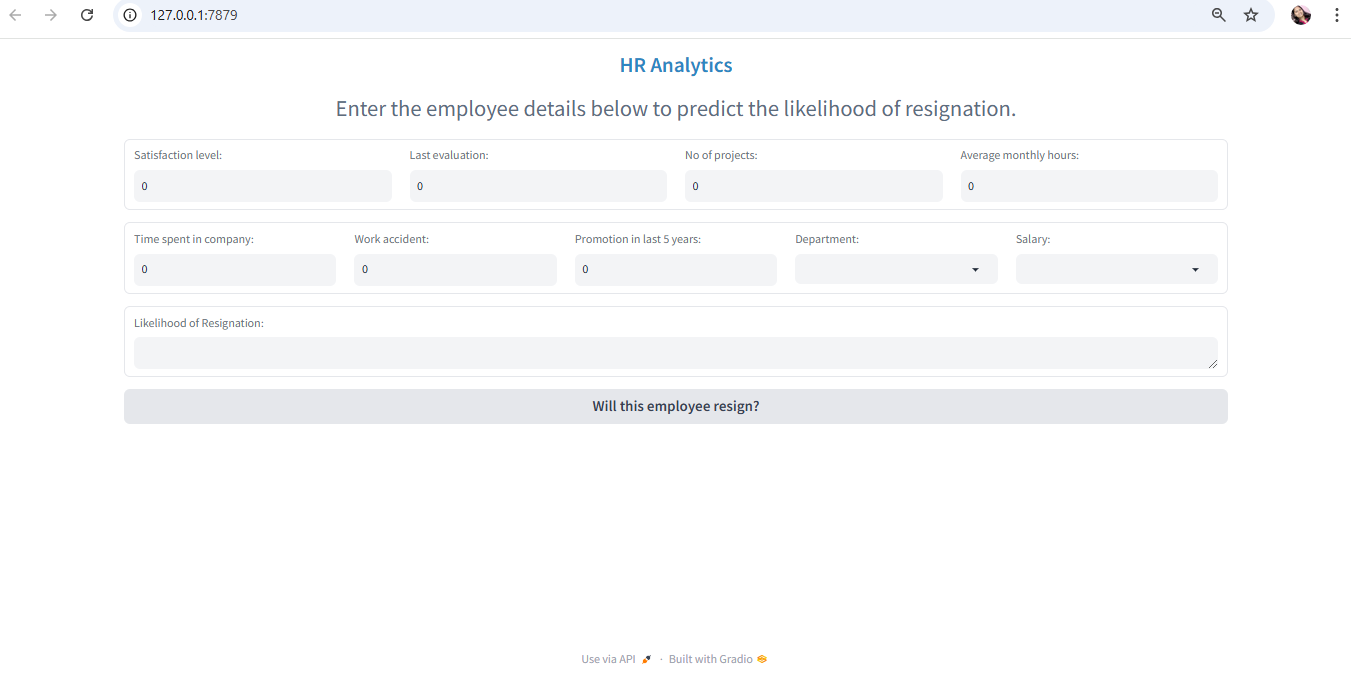 127.0.0.1:7879
HR Analytics
Enter the employee details below to predict the likelihood of resignation.
Satisfaction level: Last evaluation: No of projects: Average monthly hours:
0 0 0 0
Time spent in company: Work accident: Promotion in last 5 years: Department: Salary:
0 0 0
Likelihood of Resignation:
Will this employee resign?
Use via API · Built with Gradio